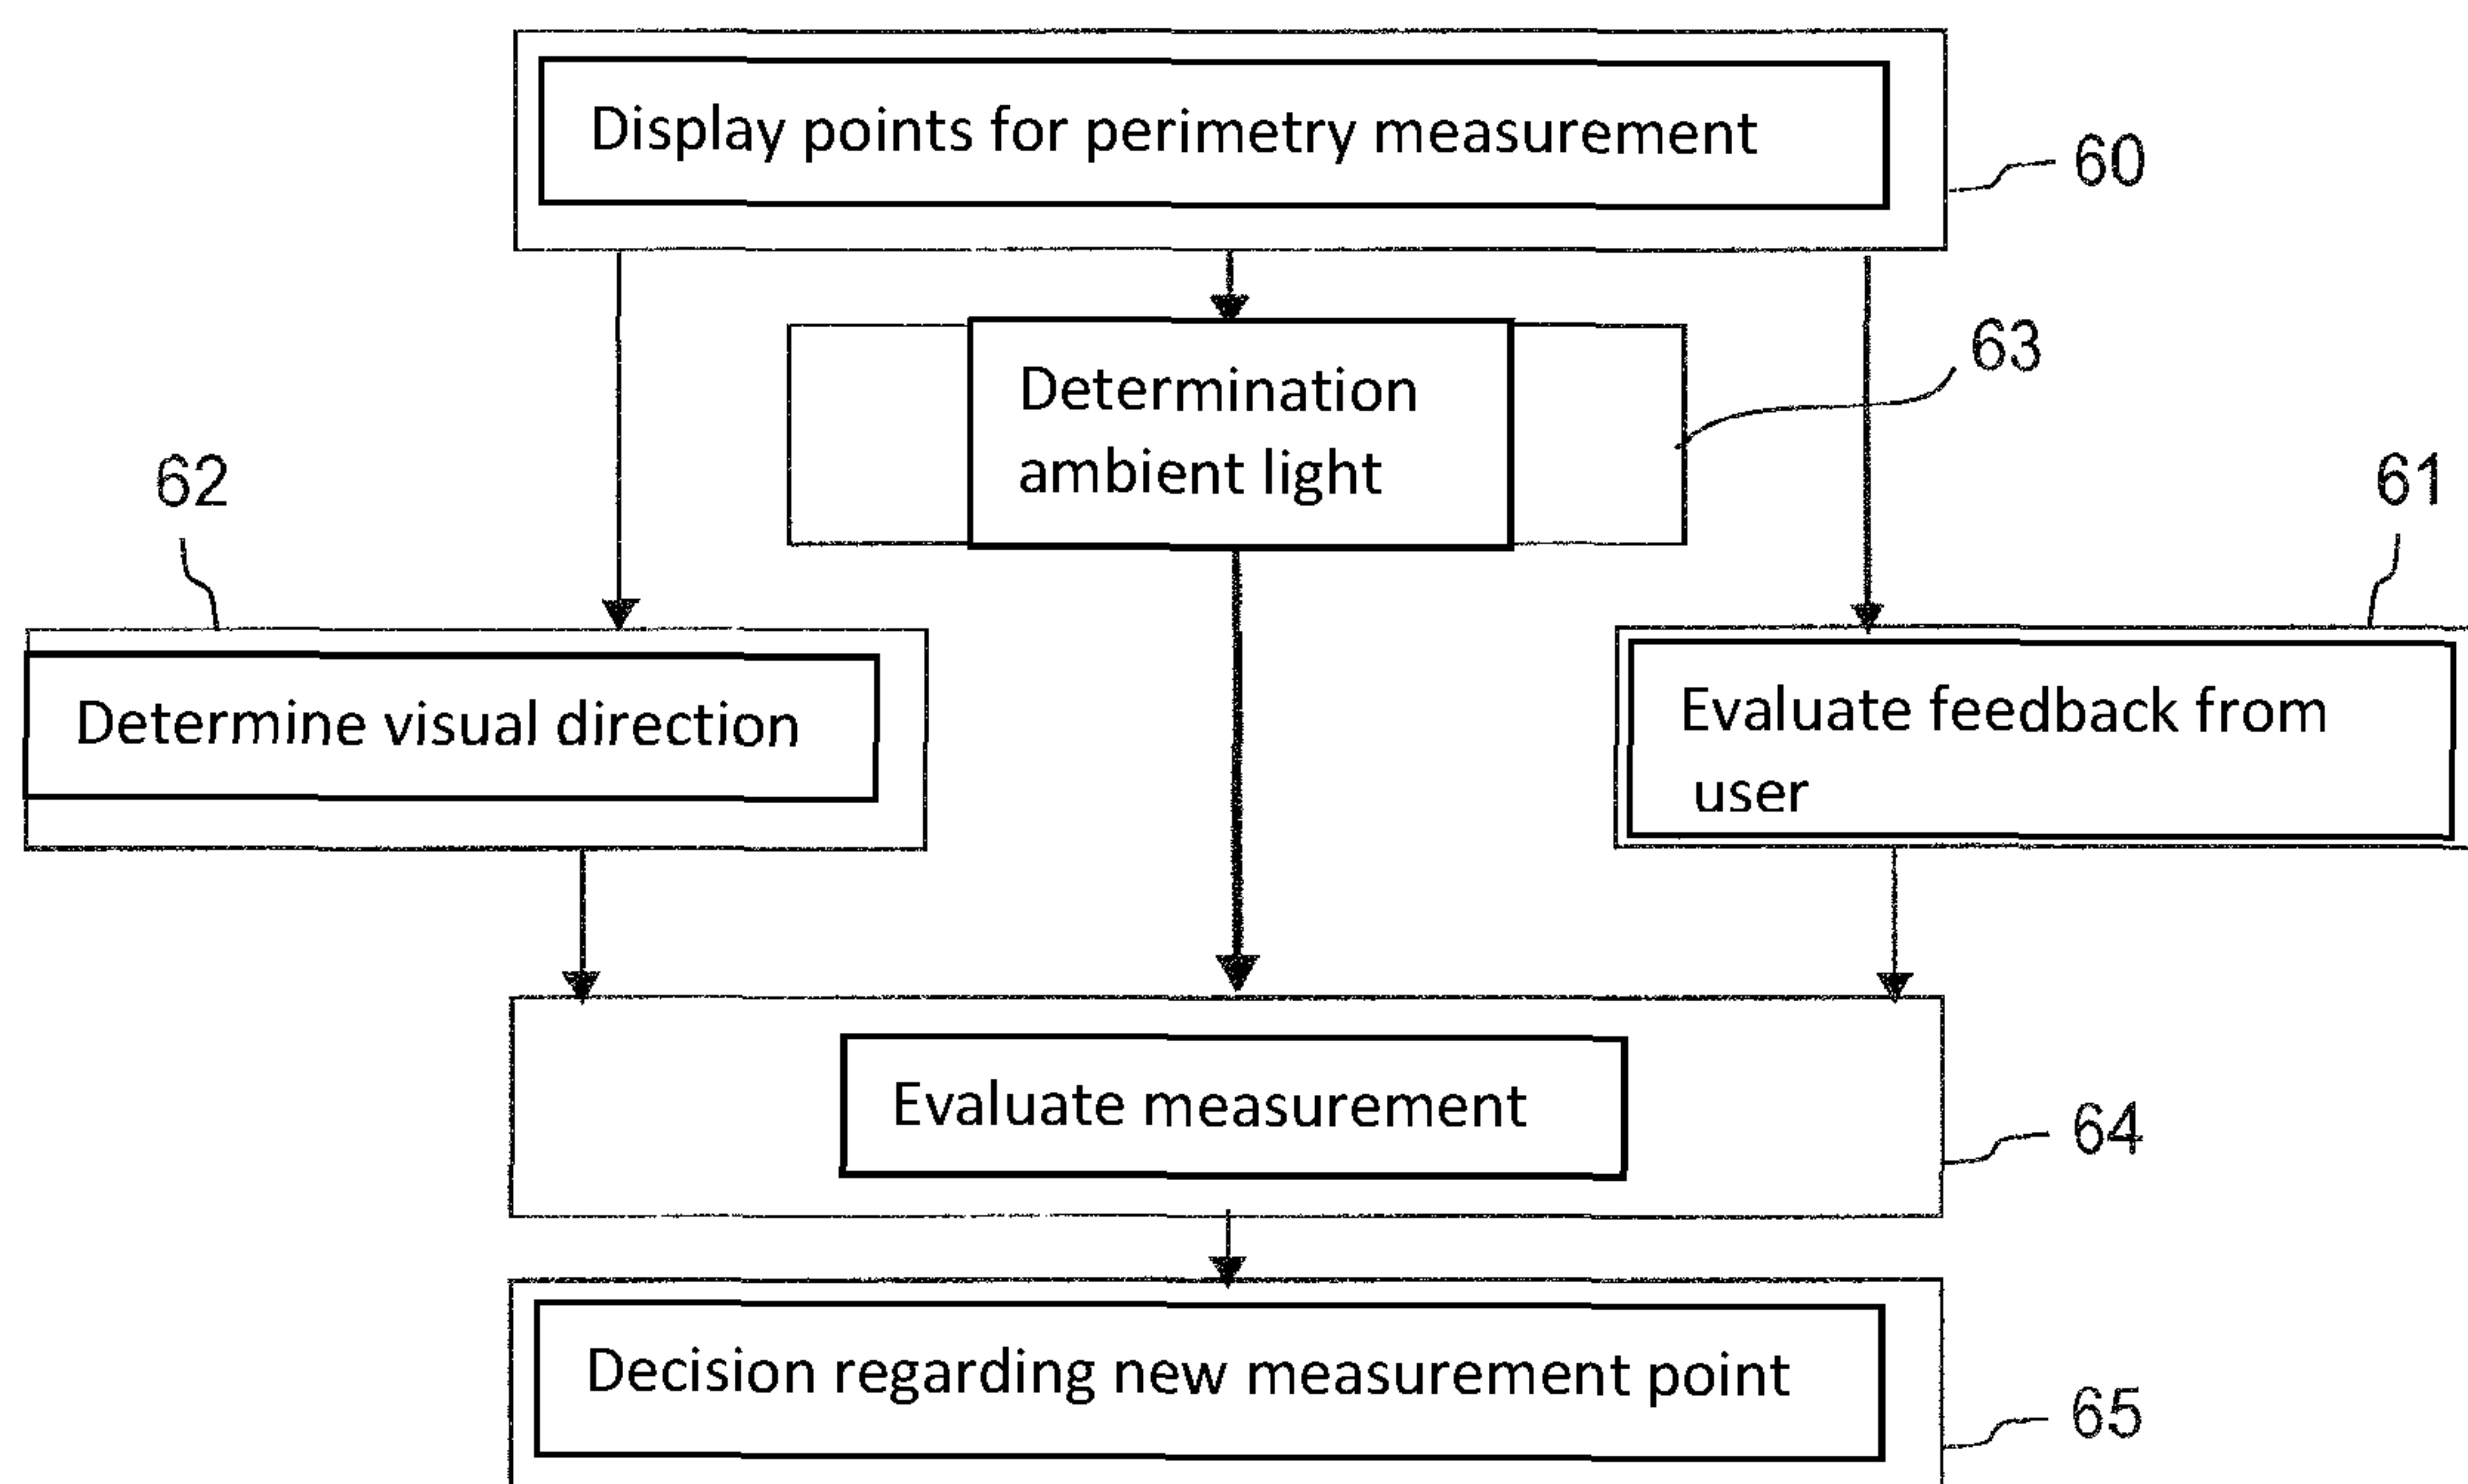 Display points for perimetry measurement
60
Determination
ambient light
63
62
61
Determine visual direction
Evaluate feedback from
user
Evaluate measurement
64
Decision regarding new measurement point
65